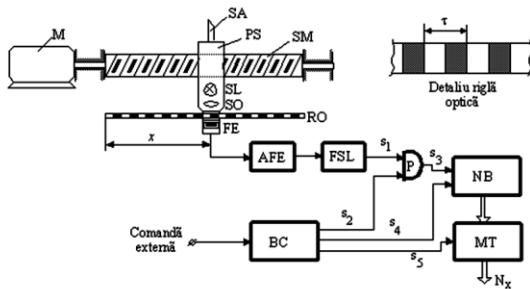 SA
M
PS
SM
τ
SL
SO
Detaliu riglă
optică
RO
FE
x
AFE
FSL
s1
P
s3
NB
s2
Comandă
externă
BC
s4
s5
MT
Nx